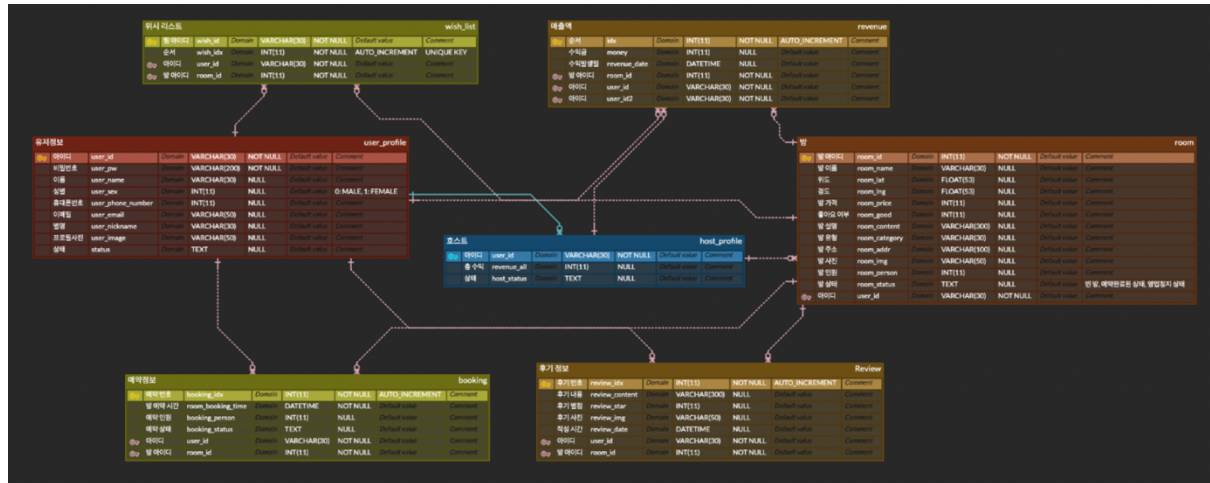 위시 리스트 wish_list
찜 아이디 wish_id Domain VARCHAR(30) NOT NULL Default value Comment
순서 wish_idx Domain INT(11) NOT NULL AUTO_INCREMENT UNIQUE KEY
아이디 user_id Domain VARCHAR(30) NOT NULL Default value Comment
방 아이디 room_id Domain INT(11) NOT NULL Default value Comment
매출액 revenue
순서 idx Domain INT(11) NOT NULL AUTO_INCREMENT Comment
수익금 money Domain INT(11) NULL Default value Comment
수익발생일 revenue_date Domain DATETIME NULL Default value Comment
방 아이디 room_id Domain INT(11) NOT NULL Default value Comment
아이디 user_id Domain VARCHAR(30) NOT NULL Default value Comment
아이디 user_id2 Domain VARCHAR(30) NOT NULL Default value Comment
유저정보 user_profile
아이디 user_id Domain VARCHAR(30) NOT NULL Default value Comment
비밀번호 user_pw Domain VARCHAR(200) NOT NULL Default value Comment
이름 user_name Domain VARCHAR(30) NULL Default value Comment
성별 user_sex Domain INT(11) NULL Default value 0: MALE, 1: FEMALE
휴대폰번호 user_phone_number Domain INT(11) NULL Default value Comment
이메일 user_email Domain VARCHAR(50) NULL Default value Comment
별명 user_nickname Domain VARCHAR(30) NULL Default value Comment
프로필사진 user_image Domain VARCHAR(50) NULL Default value Comment
상태 status Domain TEXT NULL Default value Comment
방 room
방 아이디 room_id Domain INT(11) NOT NULL Default value Comment
방 이름 room_name Domain VARCHAR(30) NULL Default value Comment
위도 room_lat Domain FLOAT(53) NULL Default value Comment
경도 room_lng Domain FLOAT(53) NULL Default value Comment
방 가격 room_price Domain INT(11) NULL Default value Comment
좋아요 여부 room_good Domain INT(11) NULL Default value Comment
방 설명 room_content Domain VARCHAR(300) NULL Default value Comment
방 유형 room_category Domain VARCHAR(30) NULL Default value Comment
방 주소 room_addr Domain VARCHAR(100) NULL Default value Comment
방 사진 room_img Domain VARCHAR(50) NULL Default value Comment
방 인원 room_person Domain INT(11) NULL Default value Comment
방 상태 room_status Domain TEXT NULL Default value 빈 방, 예약완료된 상태, 영업정지 상태
아이디 user_id Domain VARCHAR(30) NOT NULL Default value Comment
호스트 host_profile
아이디 user_id Domain VARCHAR(30) NOT NULL Default value Comment
총 수익 revenue_all Domain INT(11) NULL Default value Comment
상태 host_status Domain TEXT NULL Default value Comment
예약정보 booking
예약 번호 booking_idx Domain INT(11) NOT NULL AUTO_INCREMENT Comment
방 예약 시간 room_booking_time Domain DATETIME NOT NULL Default value Comment
예약 인원 booking_person Domain INT(11) NULL Default value Comment
예약 상태 booking_status Domain TEXT NULL Default value Comment
아이디 user_id Domain VARCHAR(30) NOT NULL Default value Comment
방 아이디 room_id Domain INT(11) NOT NULL Default value Comment
후기 정보 Review
후기 번호 review_idx Domain INT(11) NOT NULL AUTO_INCREMENT Comment
후기 내용 review_content Domain VARCHAR(300) NULL Default value Comment
후기 별점 review_star Domain INT(11) NULL Default value Comment
후기 사진 review_img Domain VARCHAR(50) NULL Default value Comment
작성 시간 review_date Domain DATETIME NULL Default value Comment
아이디 user_id Domain VARCHAR(30) NOT NULL Default value Comment
방 아이디 room_id Domain INT(11) NOT NULL Default value Comment